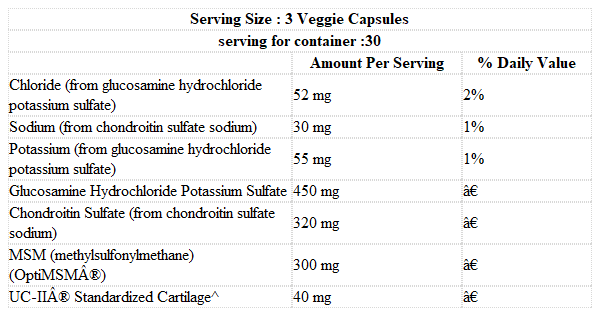 Serving Size : 3 Veggie Capsules
serving for container :30
Amount Per Serving % Daily Value
Chloride (from glucosamine hydrochloride
potassium sulfate) 52 mg 2%
Sodium (from chondroitin sulfate sodium) 30 mg 1%
Potassium (from glucosamine hydrochloride
potassium sulfate) 55 mg 1%
Glucosamine Hydrochloride Potassium Sulfate 450 mg â€
Chondroitin Sulfate (from chondroitin sulfate
sodium) 320 mg â€
MSM (methylsulfonylmethane)
(OptiMSMÂ®) 300 mg â€
UC-IIÂ® Standardized Cartilage^ 40 mg â€